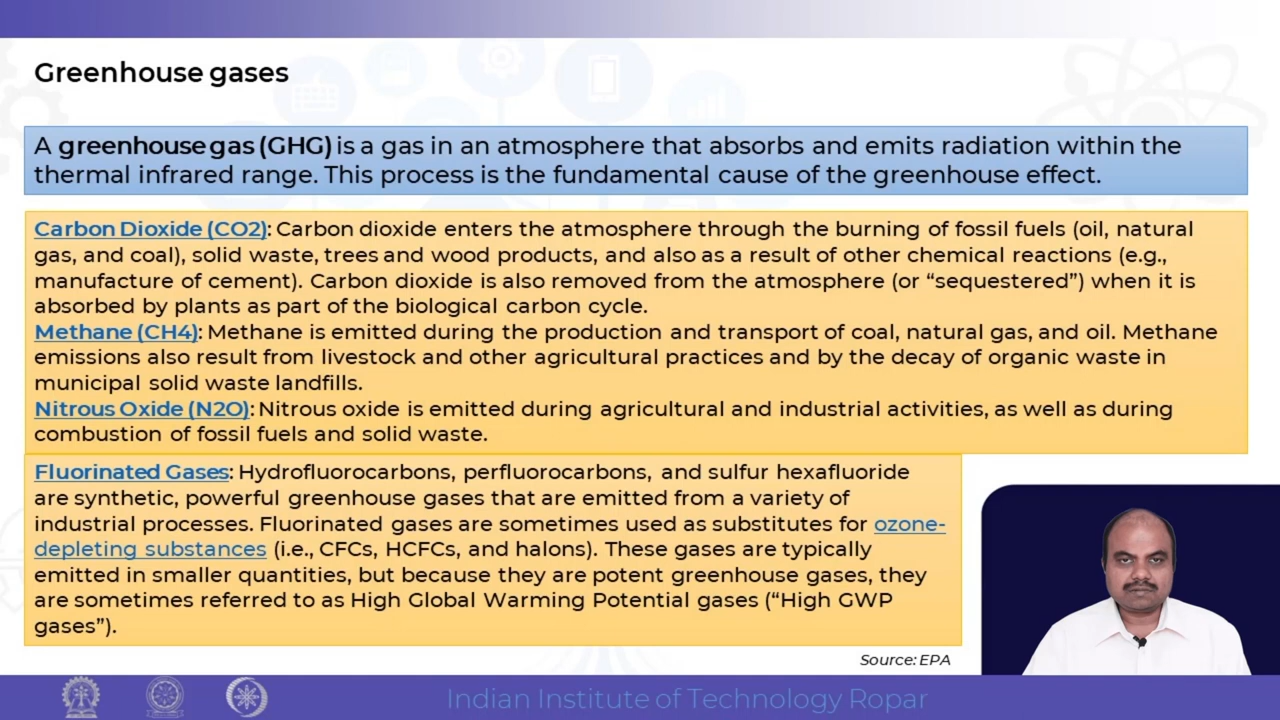 Greenhouse gases
A greenhouse gas (GHG) is a gas in an atmosphere that absorbs and emits radiation within the
thermal infrared range. This process is the fundamental cause of the greenhouse effect.
Carbon Dioxide (CO2): Carbon dioxide enters the atmosphere through the burning of fossil fuels (oil, natural
gas, and coal), solid waste, trees and wood products, and also as a result of other chemical reactions (e.g.,
manufacture of cement). Carbon dioxide is also removed from the atmosphere (or “sequestered”) when it is
absorbed by plants as part of the biological carbon cycle.
Methane (CH4): Methane is emitted during the production and transport of coal, natural gas, and oil. Methane
emissions also result from livestock and other agricultural practices and by the decay of organic waste in
municipal solid waste landfills.
Nitrous Oxide (N2O): Nitrous oxide is emitted during agricultural and industrial activities, as well as during
combustion of fossil fuels and solid waste.
Fluorinated Gases: Hydrofluorocarbons, perfluorocarbons, and sulfur hexafluoride
are synthetic, powerful greenhouse gases that are emitted from a variety of
industrial processes. Fluorinated gases are sometimes used as substitutes for ozone-
depleting substances (i.e., CFCs, HCFCs, and halons). These gases are typically
emitted in smaller quantities, but because they are potent greenhouse gases, they
are sometimes referred to as High Global Warming Potential gases (“High GWP
gases”).
Source: EPA
Indian Institute of Technology Ropar